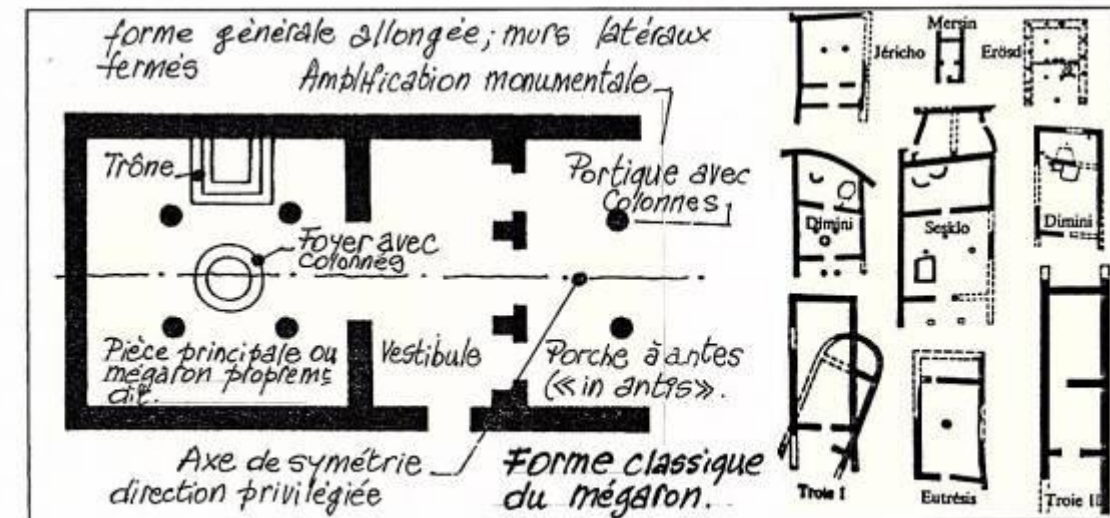 forme générale allongée; murs latéraux
fermés
Amplification monumentale
Trône
Portique avec
Colonnes
Foyer avec
colonnes
Pièce principale ou
mégaron propremt
dit.
Vestibule
Porche à antes
(«in antis».
Axe de symétrie
direction privilégiée
Forme classique
du mégaron.
Jéricho
Mersin
Erösd
Dimini
Sesklo
Dimini
Troie I
Eutrésis
Troie II